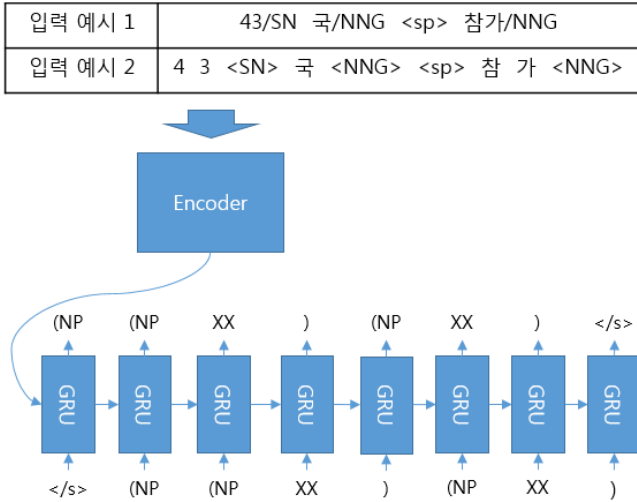 입력 예시 1 43/SN 국/NNG <sp> 참가/NNG
입력 예시 2 4 3 <SN> 국 <NNG> <sp> 참 가 <NNG>
Encoder
(NP (NP XX ) (NP XX ) </s>
GRU GRU GRU GRU GRU GRU GRU GRU
</s> (NP (NP XX ) (NP XX )